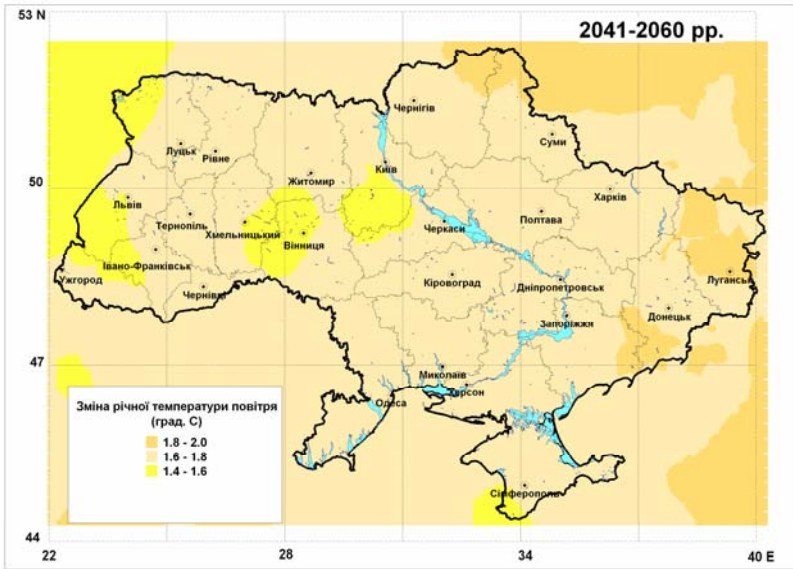 53 N
2041-2060 рр.
Чернігів
Суми
Луцьк
Рівне
Київ
Житомир
50
Харків
Львів
Полтава
Тернопіль
Хмельницький
Черкаси
Вінниця
Івано-Франківськ
Ужгород
Луганськ
Кіровоград
Дніпропетровськ
Чернівці
Донецьк
Запоріжжя
47
Миколаїв
Херсон
Одеса
Зміна річної температури повітря
(град. С)
1.8 - 2.0
1.6 - 1.8
1.4 - 1.6
Сімферополь
44
22
28
34
40 E